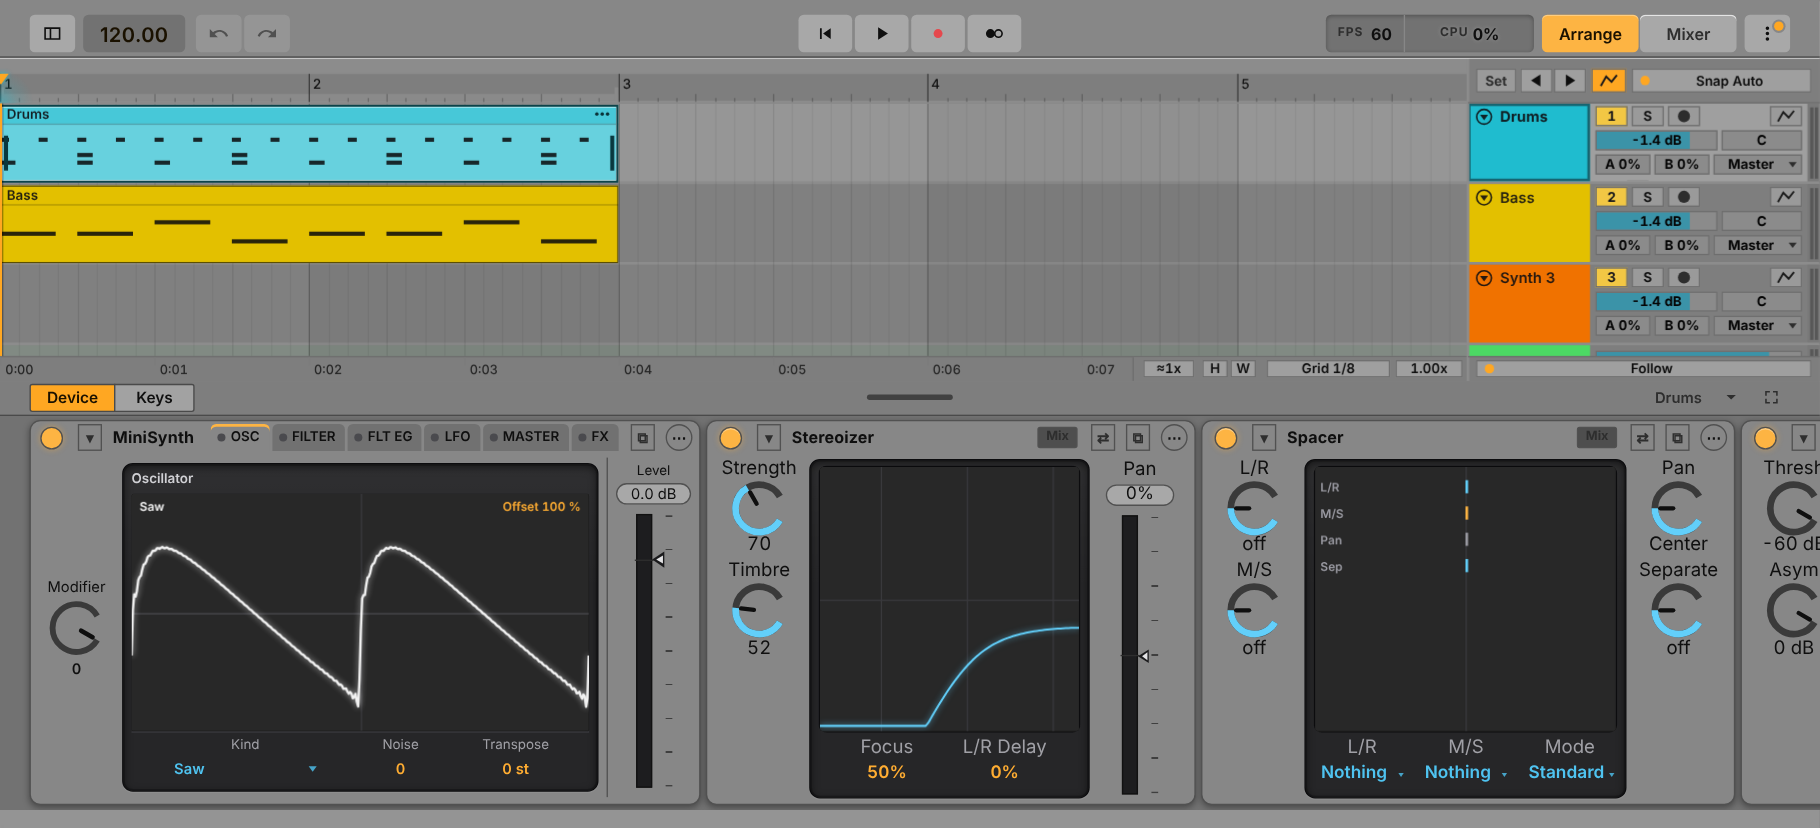 120.00
FPS 60
CPU 0%
Arrange
Mixer
1
2
3
4
5
Set
Snap Auto
Drums
Bass
Drums
1
S
-1.4 dB
C
A 0%
B 0%
Master
Bass
2
S
-1.4 dB
C
A 0%
B 0%
Master
Synth 3
3
S
-1.4 dB
C
A 0%
B 0%
Master
0:00
0:01
0:02
0:03
0:04
0:05
0:06
0:07
≈1x
H
W
Grid 1/8
1.00x
Follow
Device
Keys
Drums
MiniSynth
OSC
FILTER
FLT EG
LFO
MASTER
FX
Oscillator
Saw
Offset 100 %
Modifier
0
Kind
Noise
Transpose
Saw
0
0 st
Level
0.0 dB
Stereoizer
Mix
Strength
70
Timbre
52
Focus
L/R Delay
50%
0%
Pan
0%
Spacer
Mix
L/R
off
M/S
off
L/R
M/S
Pan
Sep
L/R
M/S
Mode
Nothing
Nothing
Standard
Pan
Center
Separate
off
Thresh
-60 dB
Asym
0 dB